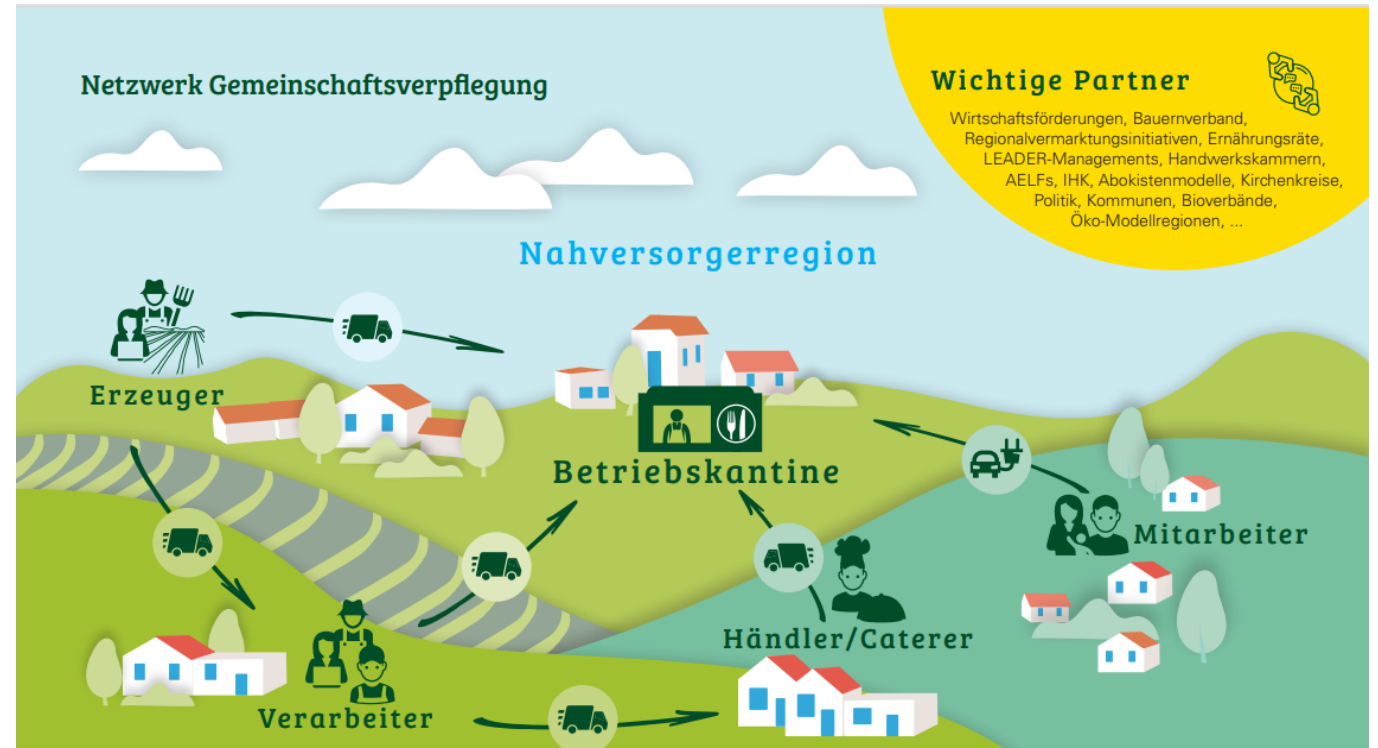 Netzwerk Gemeinschaftsverpflegung
Wichtige Partner
Wirtschaftsförderungen, Bauernverband,
Regionalvermarktungsinitiativen, Ernährungsräte,
LEADER-Managements, Handwerkskammern,
AELFs, IHK, Abokistenmodelle, Kirchenkreise,
Politik, Kommunen, Bioverbände,
Öko-Modellregionen, ...
Nahversorgerregion
Erzeuger
Betriebskantine
Mitarbeiter
Händler/Caterer
Verarbeiter